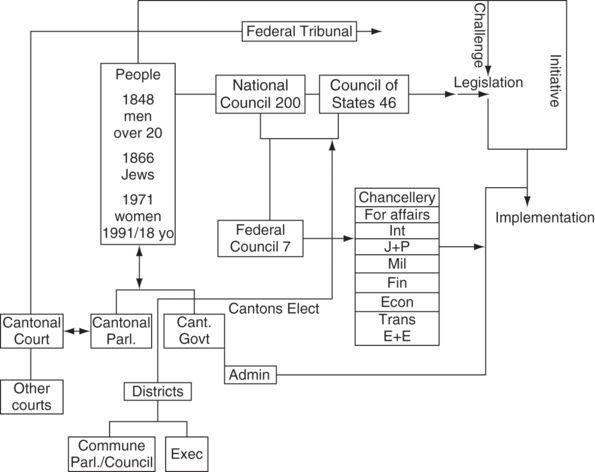 Federal Tribunal
Challenge
Initiative
People
1848
men
over 20
1866
Jews
1971
women
1991/18 yo
National
Council 200
Council of
States 46
Legislation
Federal
Council 7
Chancellery
For affairs
Int
J+P
Mil
Fin
Econ
Trans
E+E
Implementation
Cantons Elect
Cantonal
Court
Cantonal
Parl.
Cant.
Govt
Admin
Other
courts
Districts
Commune
Parl./Council
Exec